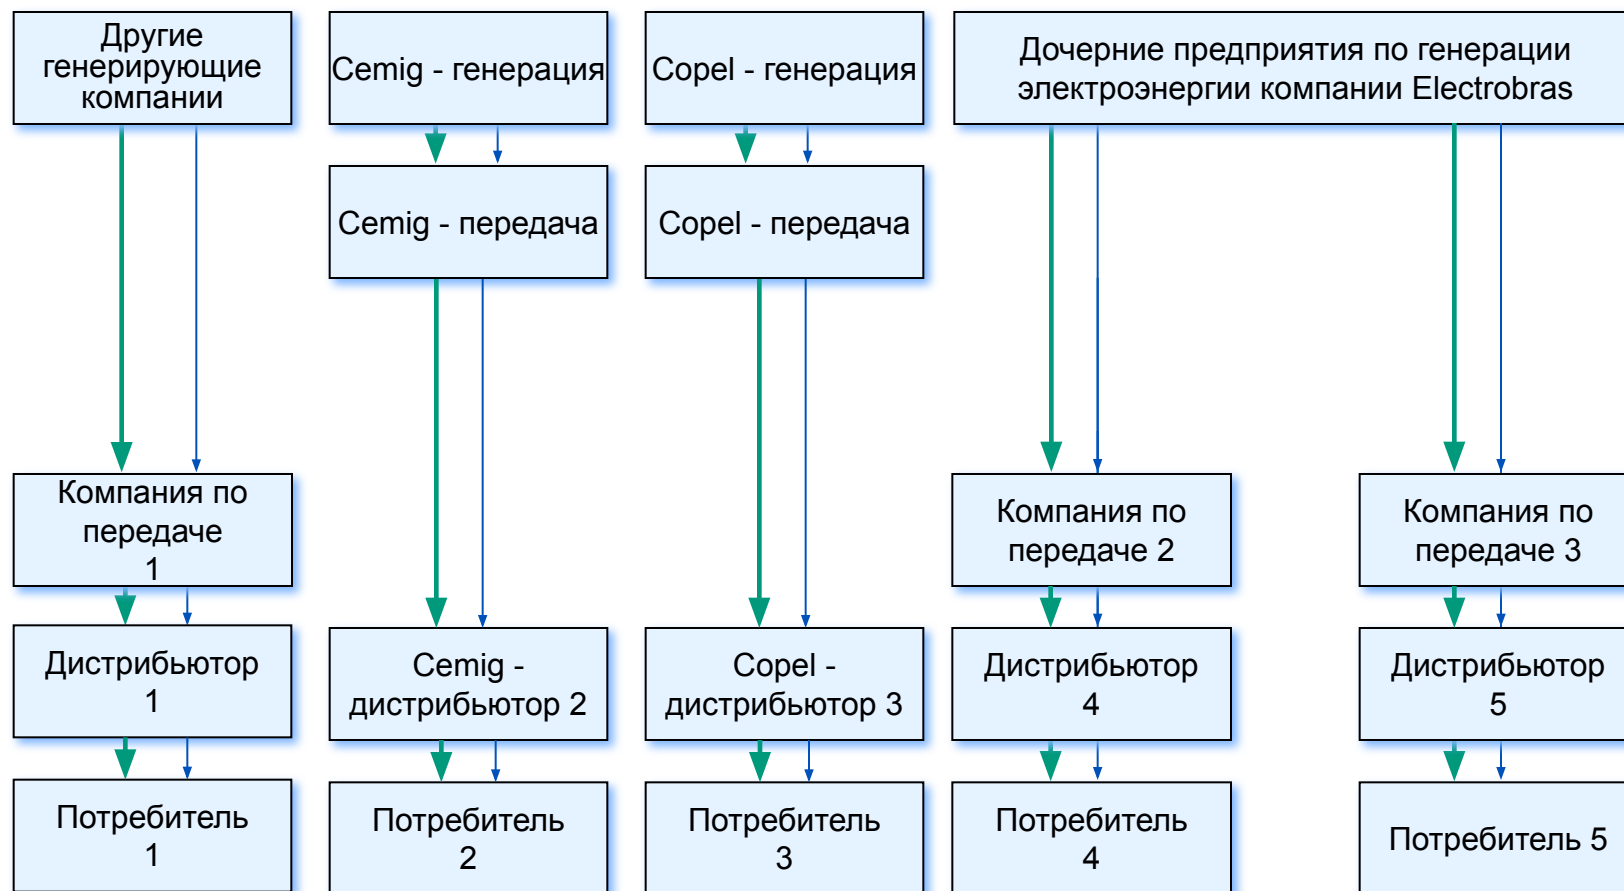 Другие
генерирующие
компании
Cemig - генерация
Copel - генерация
Дочерние предприятия по генерации
электроэнергии компании Electrobras
Cemig - передача
Copel - передача
Компания по
передаче
1
Компания по
передаче 2
Компания по
передаче 3
Дистрибьютор
1
Cemig -
дистрибьютор 2
Copel -
дистрибьютор 3
Дистрибьютор
4
Дистрибьютор
5
Потребитель
1
Потребитель
2
Потребитель
3
Потребитель
4
Потребитель 5